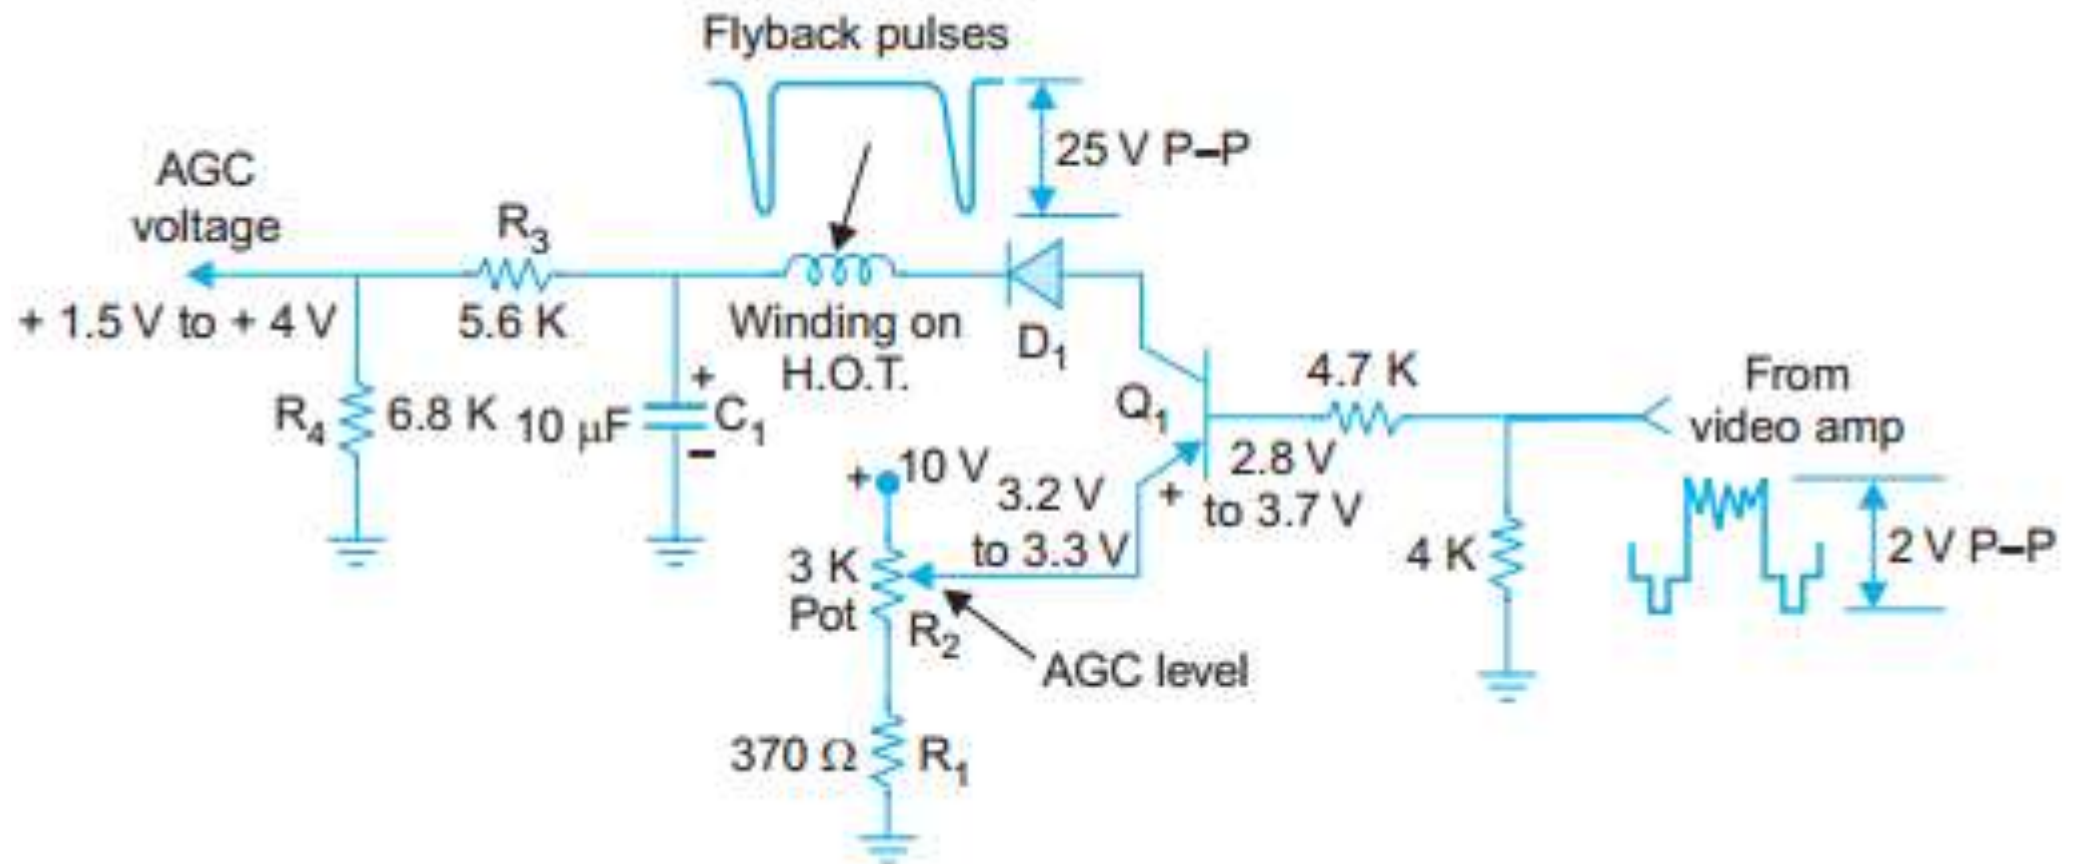 Flyback pulses
25 V P–P
AGC
voltage
R3
+ 1.5 V to + 4 V
5.6 K
Winding on
H.O.T.
D1
R4
6.8 K
10 μF
+
C1
–
Q1
4.7 K
From
video amp
2.8 V
to 3.7 V
+
+
10 V
3.2 V
to 3.3 V
3 K
Pot
R2
4 K
2 V P–P
AGC level
370 Ω
R1